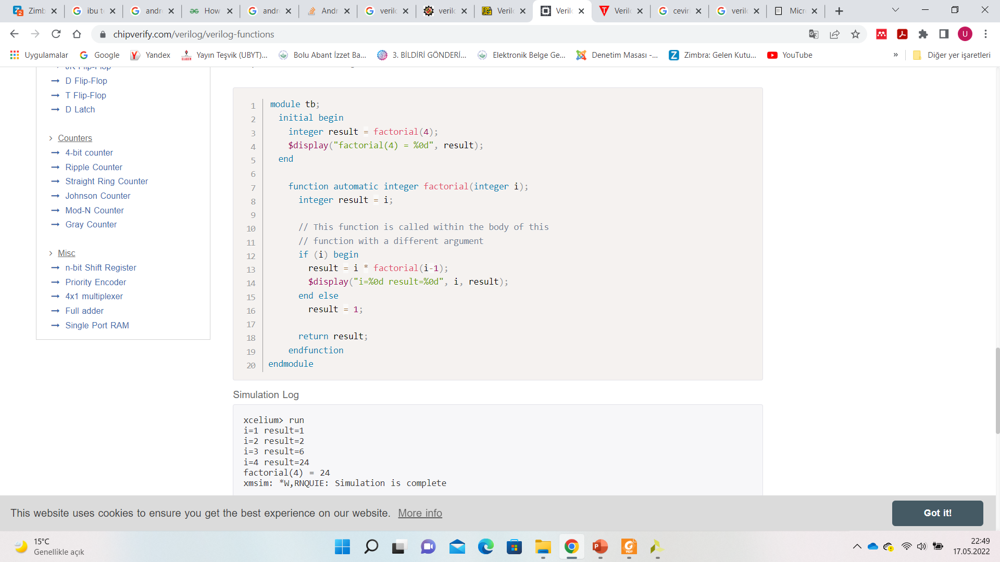 Zimb
ibu t
andr
How
andr
Andr
veril
veril
Veril
Veril
Veril
cevir
veril
Micr
chipverify.com/verilog/verilog-functions
U
Uygulamalar
Google
Yandex
Yayın Teşvik (UBYT)...
Bolu Abant İzzet Ba...
3. BİLDİRİ GÖNDERİ...
Elektronik Belge Ge...
Denetim Masası -...
Zimbra: Gelen Kutu...
YouTube
»
Diğer yer işaretleri
JK Flip-Flop
D Flip-Flop
T Flip-Flop
D Latch
Counters
4-bit counter
Ripple Counter
Straight Ring Counter
Johnson Counter
Mod-N Counter
Gray Counter
Misc
n-bit Shift Register
Priority Encoder
4x1 multiplexer
Full adder
Single Port RAM
1 module tb;
2 initial begin
3 integer result = factorial(4);
4 $display("factorial(4) = %0d", result);
5 end
6
7 function automatic integer factorial(integer i);
8 integer result = i;
9
10 // This function is called within the body of this
11 // function with a different argument
12 if (i) begin
13 result = i * factorial(i-1);
14 $display("i=%0d result=%0d", i, result);
15 end else
16 result = 1;
17
18 return result;
19 endfunction
20 endmodule
Simulation Log
xcelium> run
i=1 result=1
i=2 result=2
i=3 result=6
i=4 result=24
factorial(4) = 24
xmsim: *W,RNQUIE: Simulation is complete
This website uses cookies to ensure you get the best experience on our website. More info
Got it!
15°C
Genellikle açık
22:49
17.05.2022